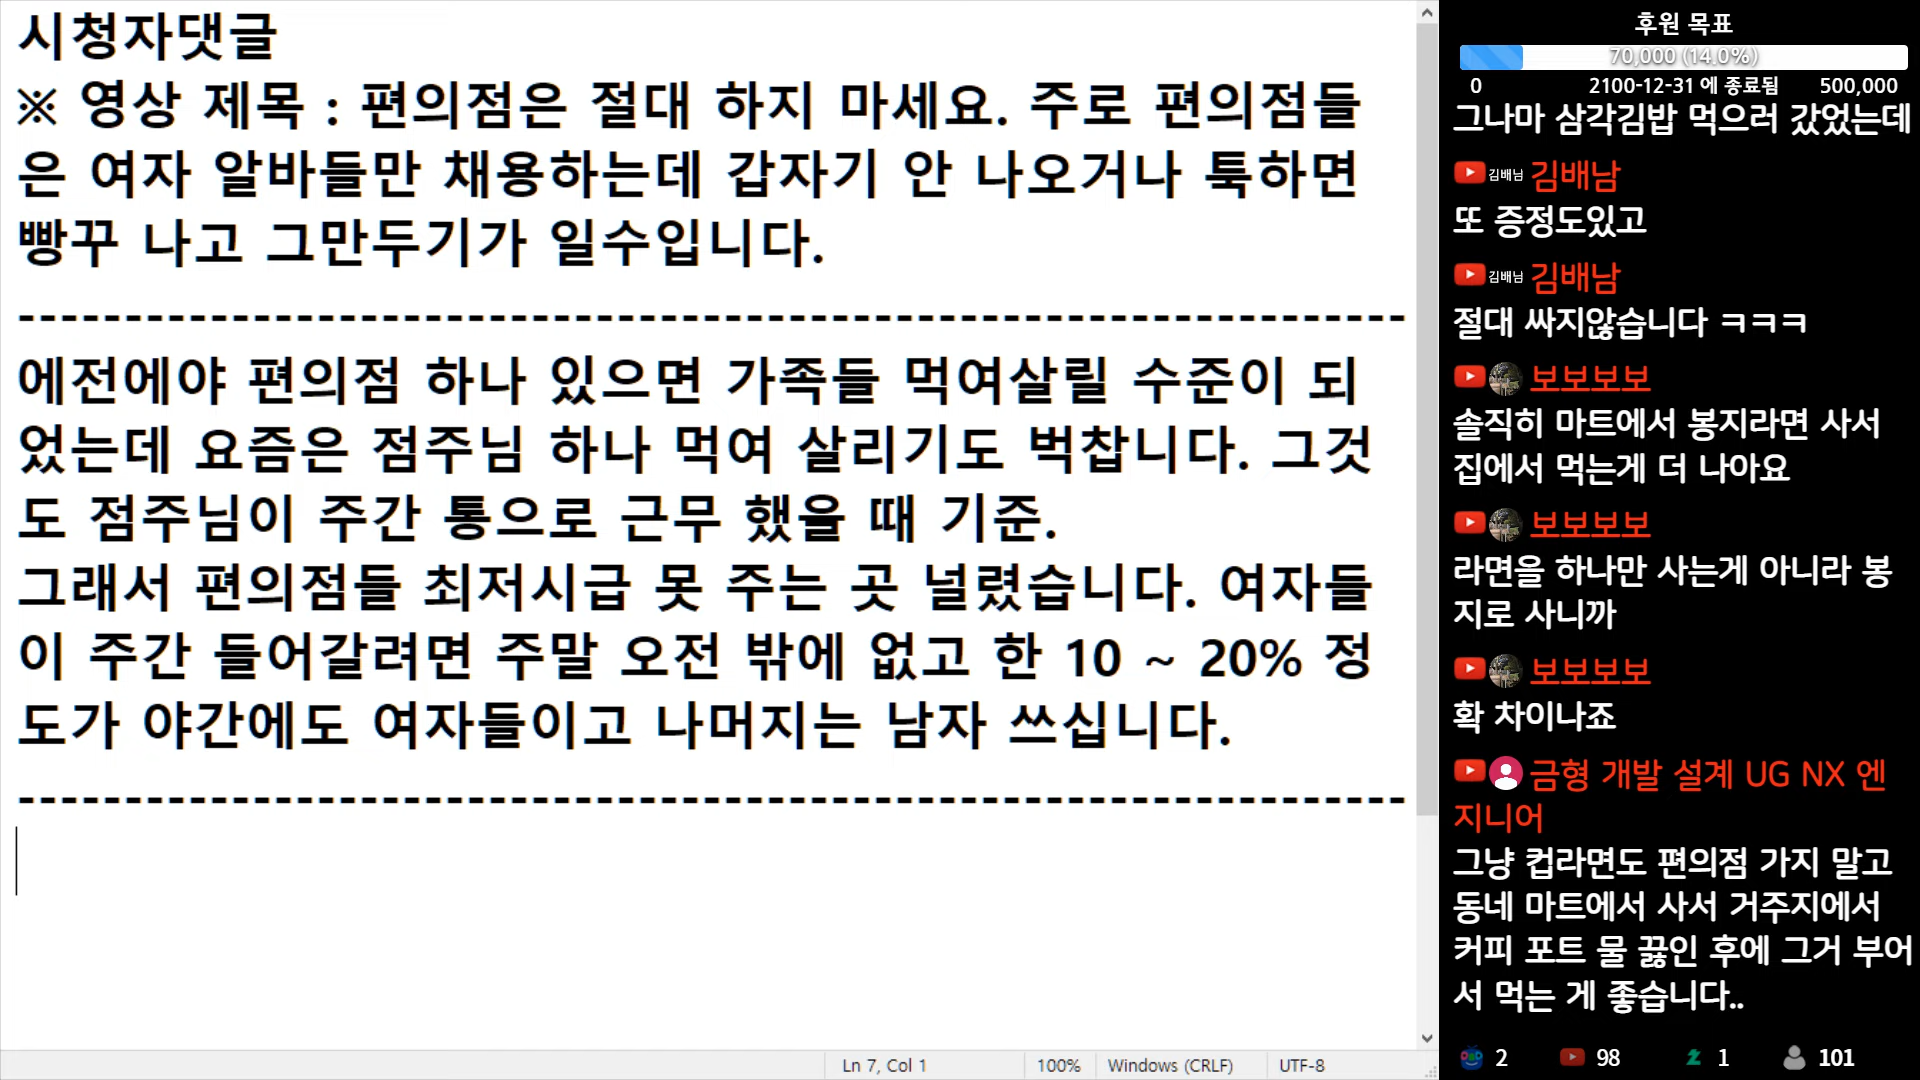 시청자댓글
※ 영상 제목 : 편의점은 절대 하지 마세요. 주로 편의점들
은 여자 알바들만 채용하는데 갑자기 안 나오거나 툭하면
빵꾸 나고 그만두기가 일수입니다.
-----------------------------------------------------------------
에전에야 편의점 하나 있으면 가족들 먹여살릴 수준이 되
었는데 요즘은 점주님 하나 먹여 살리기도 벅찹니다. 그것
도 점주님이 주간 통으로 근무 했을 때 기준.
그래서 편의점들 최저시급 못 주는 곳 널렸습니다. 여자들
이 주간 들어갈려면 주말 오전 밖에 없고 한 10 ~ 20% 정
도가 야간에도 여자들이고 나머지는 남자 쓰십니다.
-----------------------------------------------------------------
Ln 7, Col 1
100%
Windows (CRLF)
UTF-8
후원 목표
70,000 (14.0%)
0 2100-12-31 에 종료됨 500,000
그나마 삼각김밥 먹으러 갔었는데
김배남 김배남
또 증정도있고
김배남 김배남
절대 싸지않습니다 ㅋㅋㅋ
보보보보
솔직히 마트에서 봉지라면 사서
집에서 먹는게 더 나아요
보보보보
라면을 하나만 사는게 아니라 봉
지로 사니까
보보보보
확 차이나죠
금형 개발 설계 UG NX 엔
지니어
그냥 컵라면도 편의점 가지 말고
동네 마트에서 사서 거주지에서
커피 포트 물 끓인 후에 그거 부어
서 먹는 게 좋습니다..
2 98 1 101